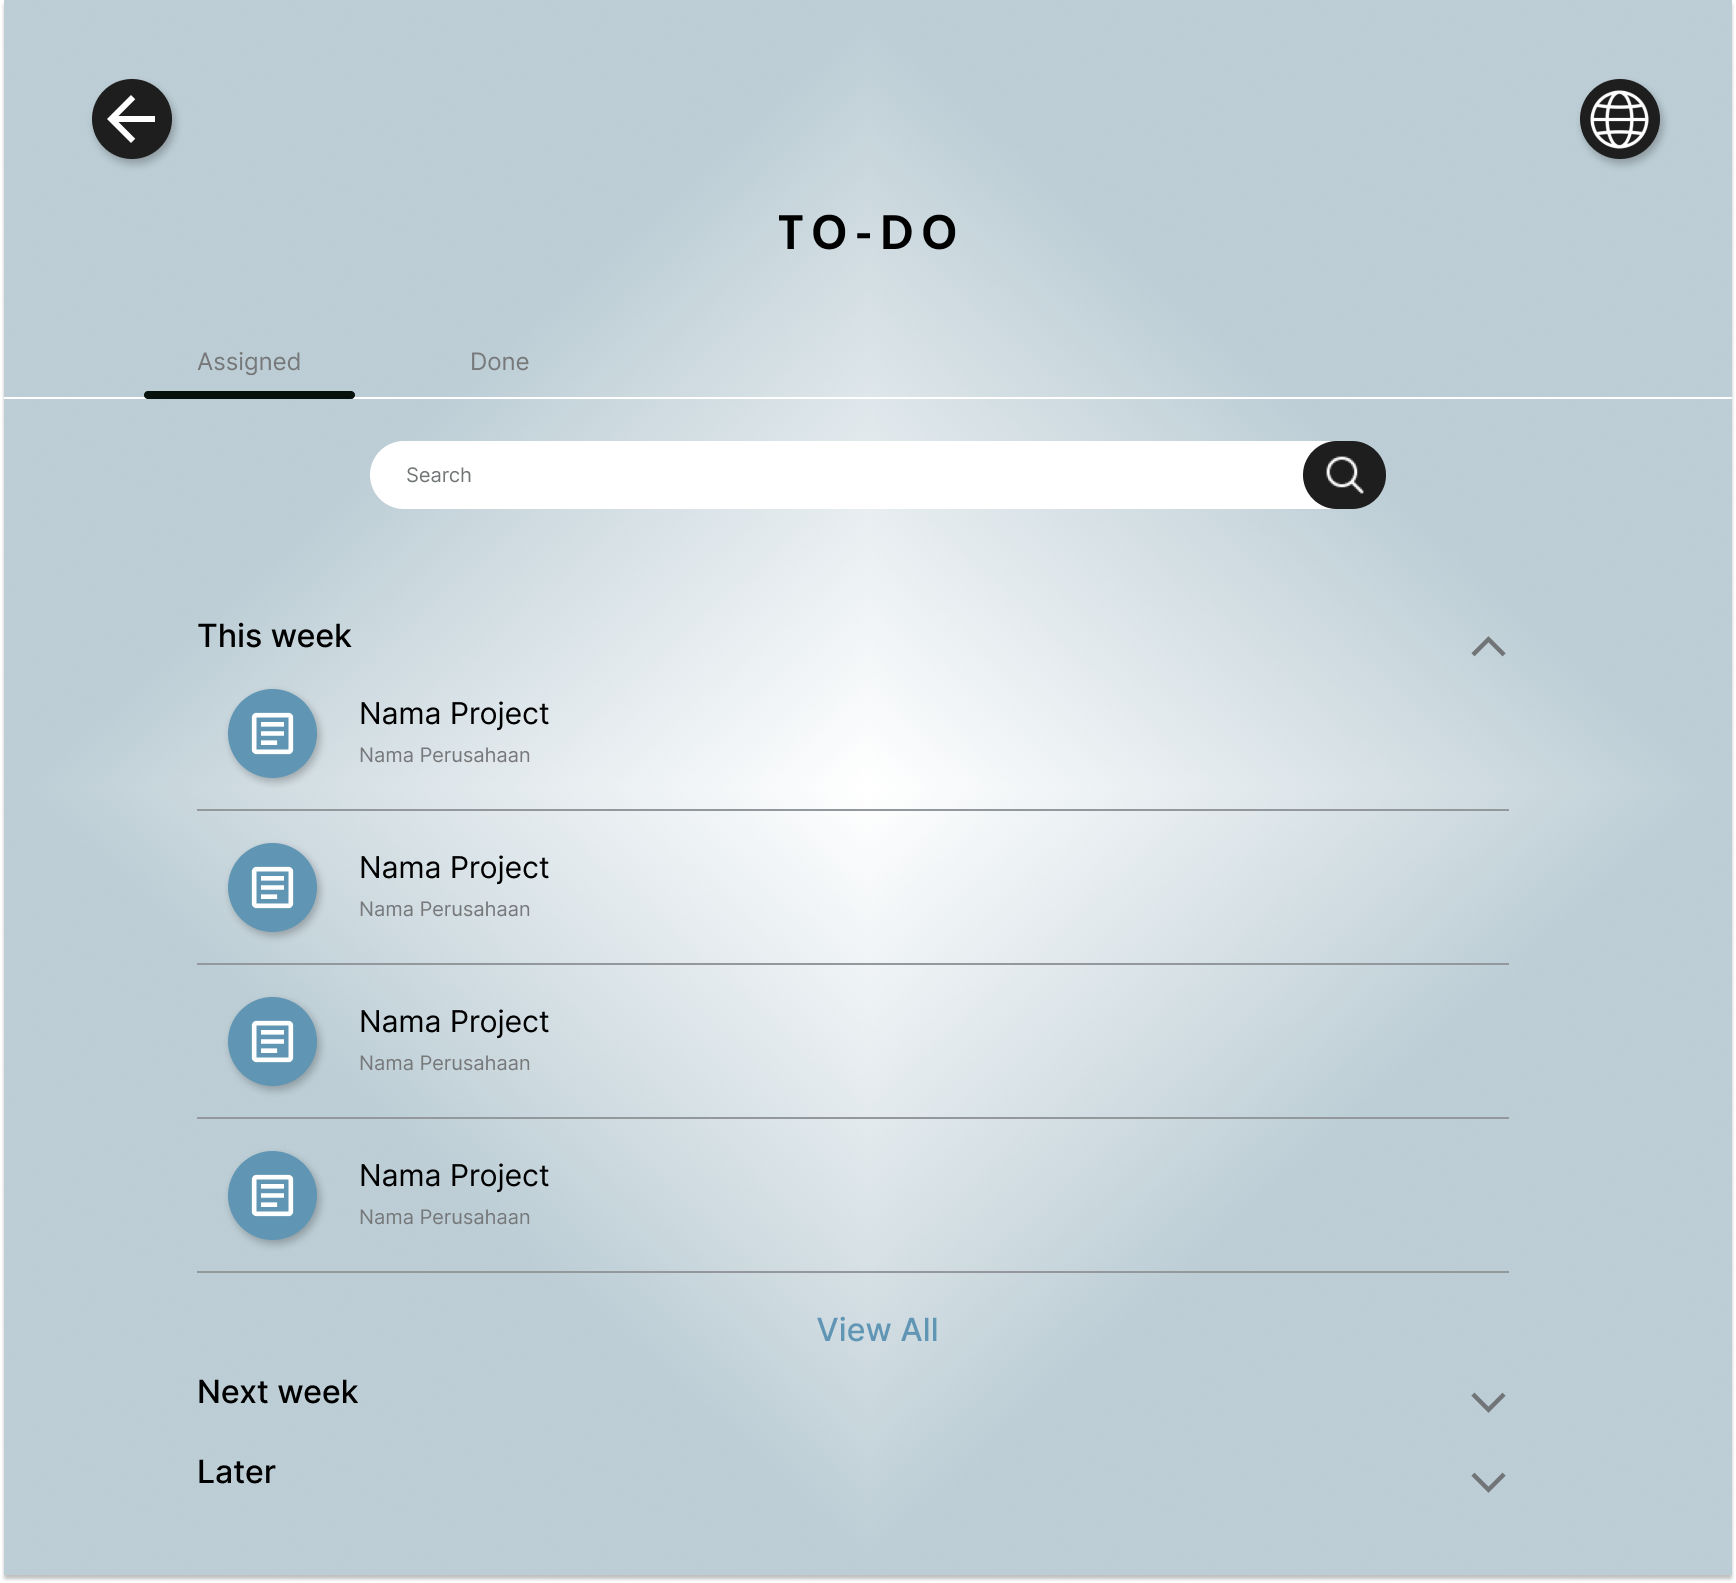 TO-DO
Assigned
Done
Search
This week
Nama Project
Nama Perusahaan
Nama Project
Nama Perusahaan
Nama Project
Nama Perusahaan
Nama Project
Nama Perusahaan
View All
Next week
Later